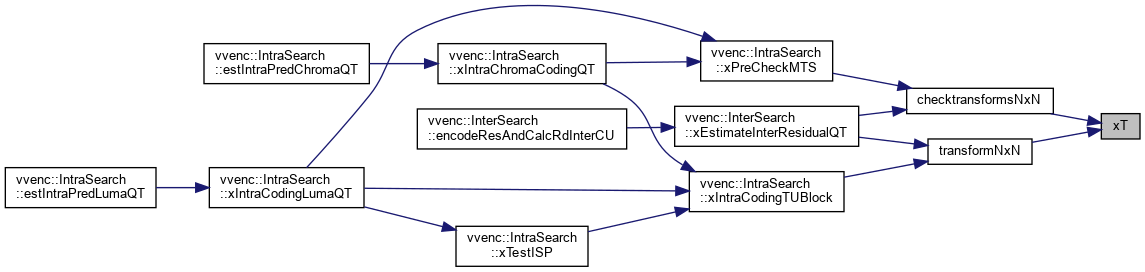 vvenc::IntraSearch
::estIntraPredChromaQT
vvenc::IntraSearch
::xIntraChromaCodingQT
vvenc::IntraSearch
::xPreCheckMTS
checktransformsNxN
vvenc::InterSearch
::encodeResAndCalcRdInterCU
vvenc::InterSearch
::xEstimateInterResidualQT
xT
transformNxN
vvenc::IntraSearch
::estIntraPredLumaQT
vvenc::IntraSearch
::xIntraCodingLumaQT
vvenc::IntraSearch
::xIntraCodingTUBlock
vvenc::IntraSearch
::xTestISP